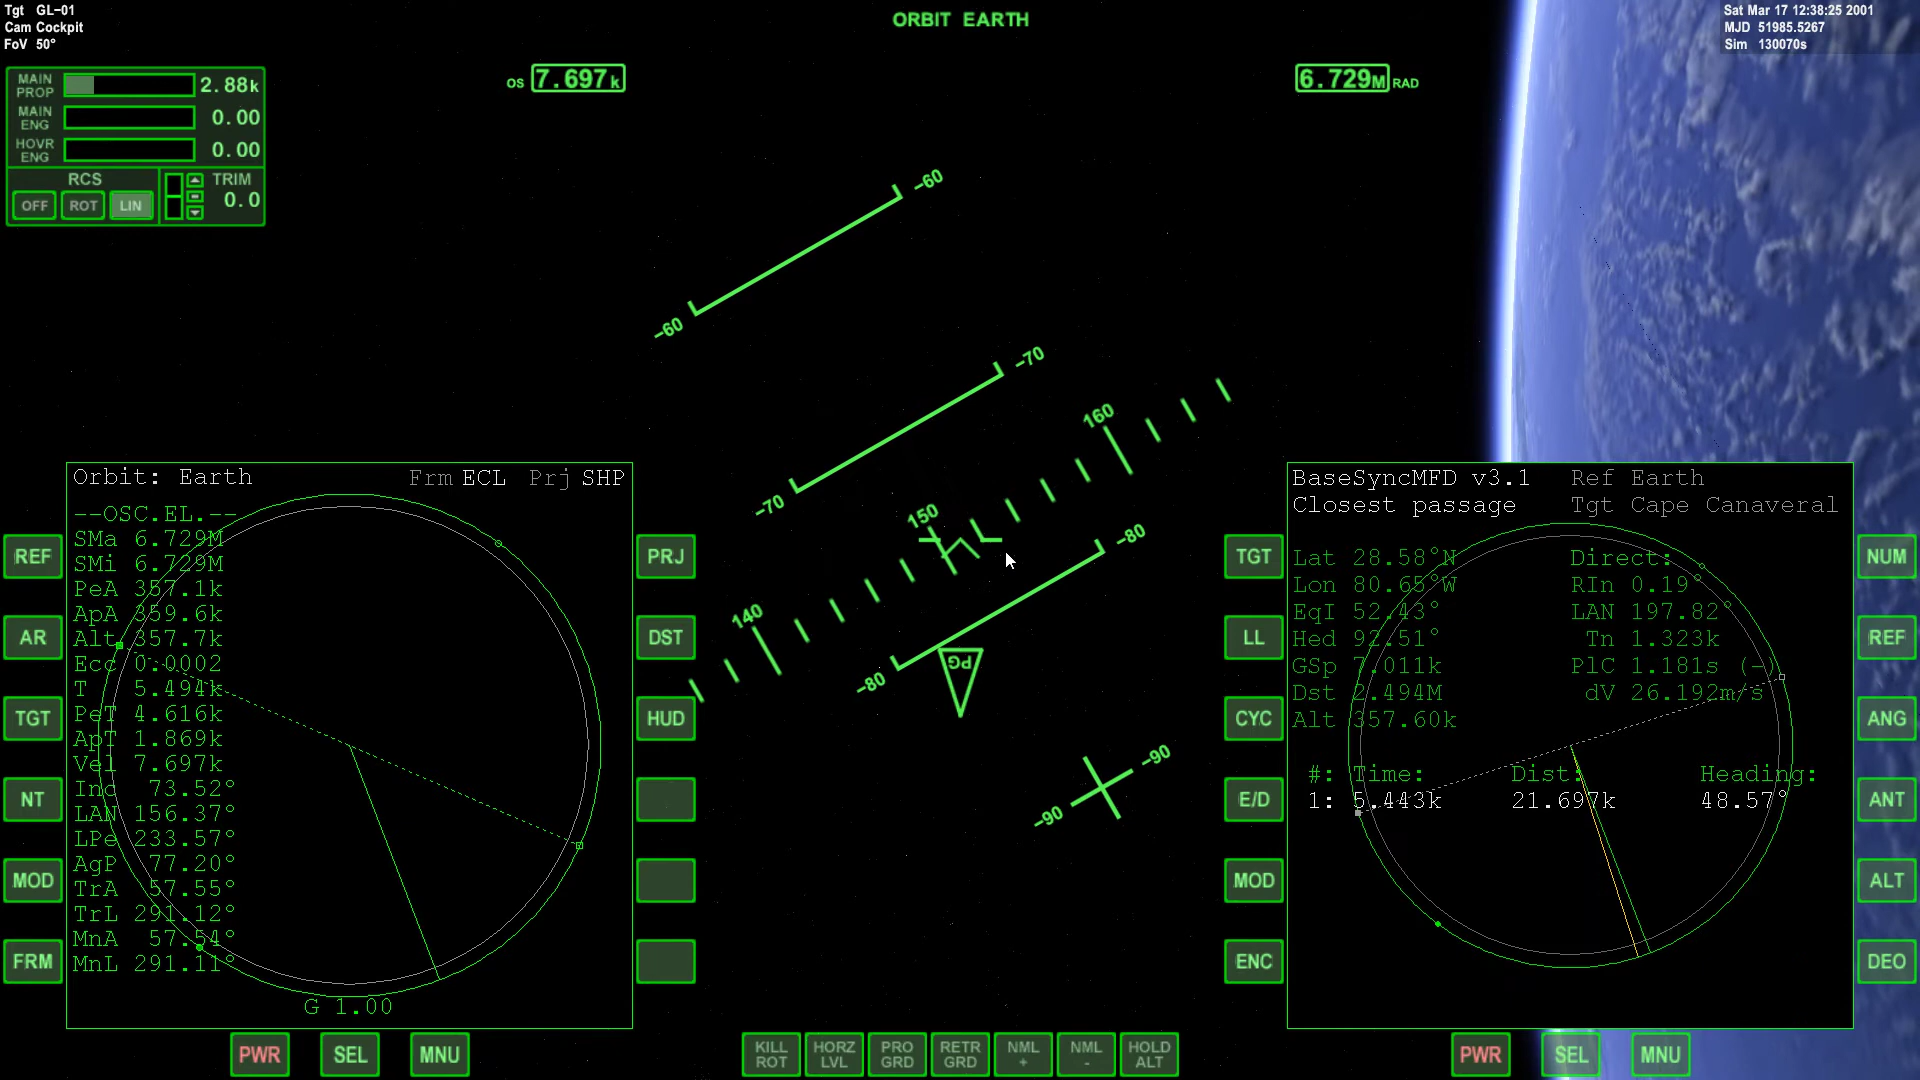 Tgt GL-01
Cam Cockpit
FoV 50°
ORBIT EARTH
Sat Mar 17 12:38:25 2001
MJD 51985.5267
Sim 130070s
MAIN PROP 2.88k
MAIN ENG 0.00
HOVR ENG 0.00
RCS TRIM
OFF ROT LIN 0.0
OS 7.697k
6.729M RAD
-60
-60
-70
-70
160
150
140
-80
-80
PG
-90
-90
Orbit: Earth Frm ECL Prj SHP
--OSC.EL.--
SMa 6.729M
SMi 6.729M
PeA 357.1k
ApA 359.6k
Alt 357.7k
Ecc 0.0002
T 5.494k
PeT 4.616k
ApT 1.869k
Vel 7.697k
Inc 73.52°
LAN 156.37°
LPe 233.57°
AgP 77.20°
TrA 57.55°
TrL 291.12°
MnA 57.54°
MnL 291.11°
G 1.00
REF
AR
TGT
NT
MOD
FRM
PRJ
DST
HUD
PWR SEL MNU
KILL ROT
HORZ LVL
PRO GRD
RETR GRD
NML +
NML -
HOLD ALT
BaseSyncMFD v3.1 Ref Earth
Closest passage Tgt Cape Canaveral
Lat 28.58°N Direct:
Lon 80.65°W RIn 0.19°
EqI 52.43° LAN 197.82°
Hed 92.51° Tn 1.323k
GSp 7.011k PlC 1.181s (-)
Dst 2.494M dV 26.192m/s
Alt 357.60k
#: Time: Dist: Heading:
1: 5.443k 21.697k 48.57°
TGT
LL
CYC
E/D
MOD
ENC
NUM
REF
ANG
ANT
ALT
DEO
PWR SEL MNU